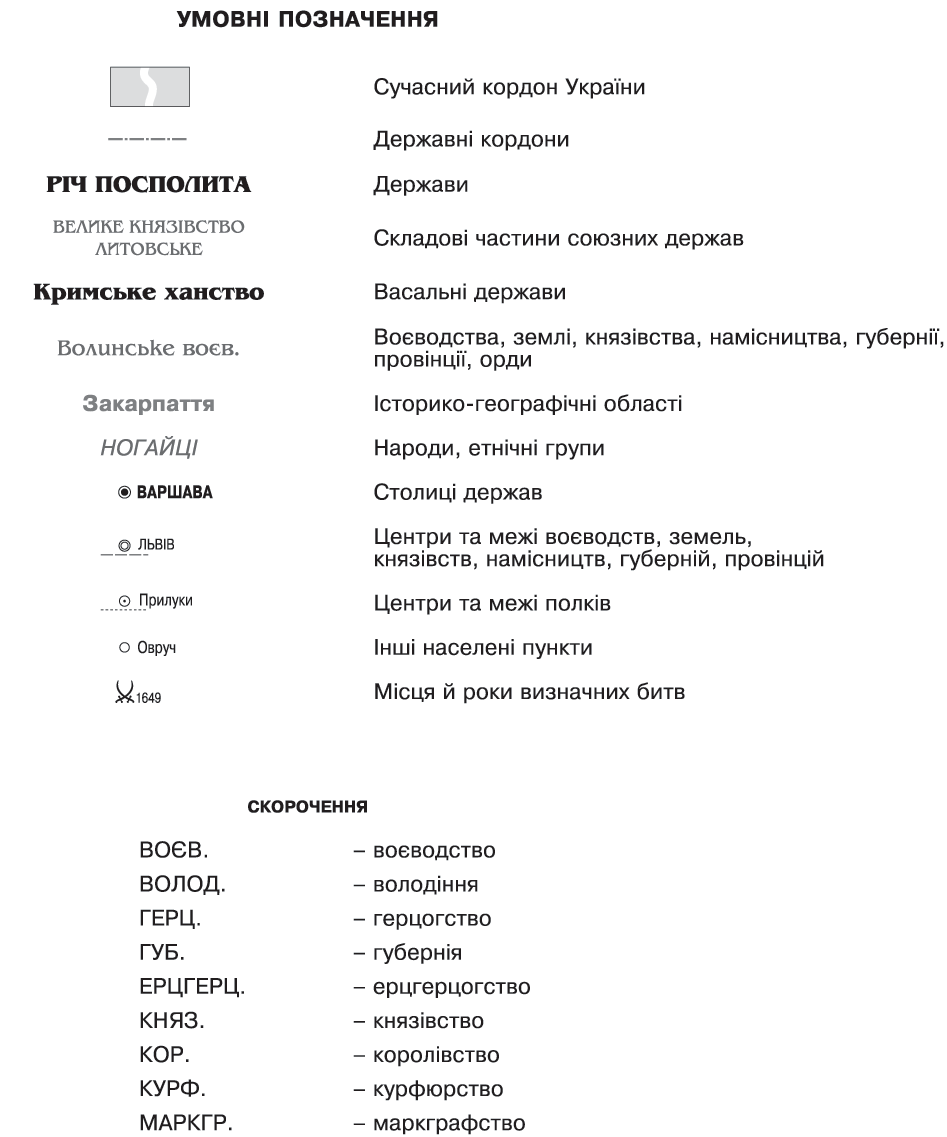 УМОВНІ ПОЗНАЧЕННЯ
Сучасний кордон України
Державні кордони
РІЧ ПОСПОЛИТА Держави
ВЕЛИКЕ КНЯЗІВСТВО
ЛИТОВСЬКЕ
Складові частини союзних держав
Кримське ханство Васальні держави
Волинське воєв.
Воєводства, землі, князівства, намісництва, губернії,
провінції, орди
Закарпаття Історико-географічні області
НОГАЙЦІ Народи, етнічні групи
ВАРШАВА Столиці держав
ЛЬВІВ
Центри та межі воєводств, земель,
князівств, намісництв, губерній, провінцій
Прилуки Центри та межі полків
Овруч Інші населені пункти
1649 Місця й роки визначних битв
СКОРОЧЕННЯ
ВОЄВ. – воєводство
ВОЛОД. – володіння
ГЕРЦ. – герцогство
ГУБ. – губернія
ЕРЦГЕРЦ. – ерцгерцогство
КНЯЗ. – князівство
КОР. – королівство
КУРФ. – курфюрство
МАРКГР. – маркграфство